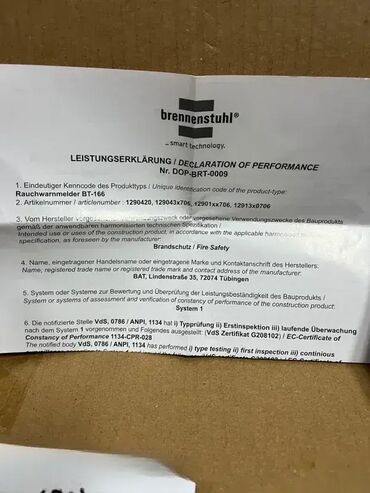 brennenstuhl®
... smart technology.
LEISTUNGSERKLÄRUNG / DECLARATION OF PERFORMANCE
Nr. DOP-BRT-0009
1. Eindeutiger Kenncode des Produkttyps / Unique identification code of the product-type:
Rauchwarnmelder BT-166
2. Artikelnummer / articlenumber : 1290420, 129043x706, 12901xx706, 12913x0706
3. Vom Hersteller vorgesehener Verwendungszweck oder vorgesehene Verwendungszwecke des Bauprodukts
gemäß der anwendbaren harmonisierten technischen Spezifikation /
Intended use or uses of the construction product, in accordance with the applicable harmonised technical
specification, as foreseen by the manufacturer:
Brandschutz / Fire Safety
4. Name, eingetragener Handelsname oder eingetragene Marke und Kontaktanschrift des Herstellers:
Name, registered trade name or registered trade mark and contact address of the manufacturer:
BAT, Lindenstraße 35, 72074 Tübingen
5. System oder Systeme zur Bewertung und Überprüfung der Leistungsbeständigkeit des Bauprodukts /
System or systems of assessment and verification of constancy of performance of the construction product:
System 1
6. Die notifizierte Stelle VdS, 0786 / ANPI, 1134 hat i) Typprüfung ii) Erstinspektion iii) laufende Überwachung
nach dem System 1 vorgenommen und Folgendes ausgestellt: (VdS Zertifikat G208102) / EC-Certificate of
Constancy of Performance 1134-CPR-028
The notified body VdS, 0786 / ANPI, 1134 has performed i) type testing ii) first inspection iii) continious